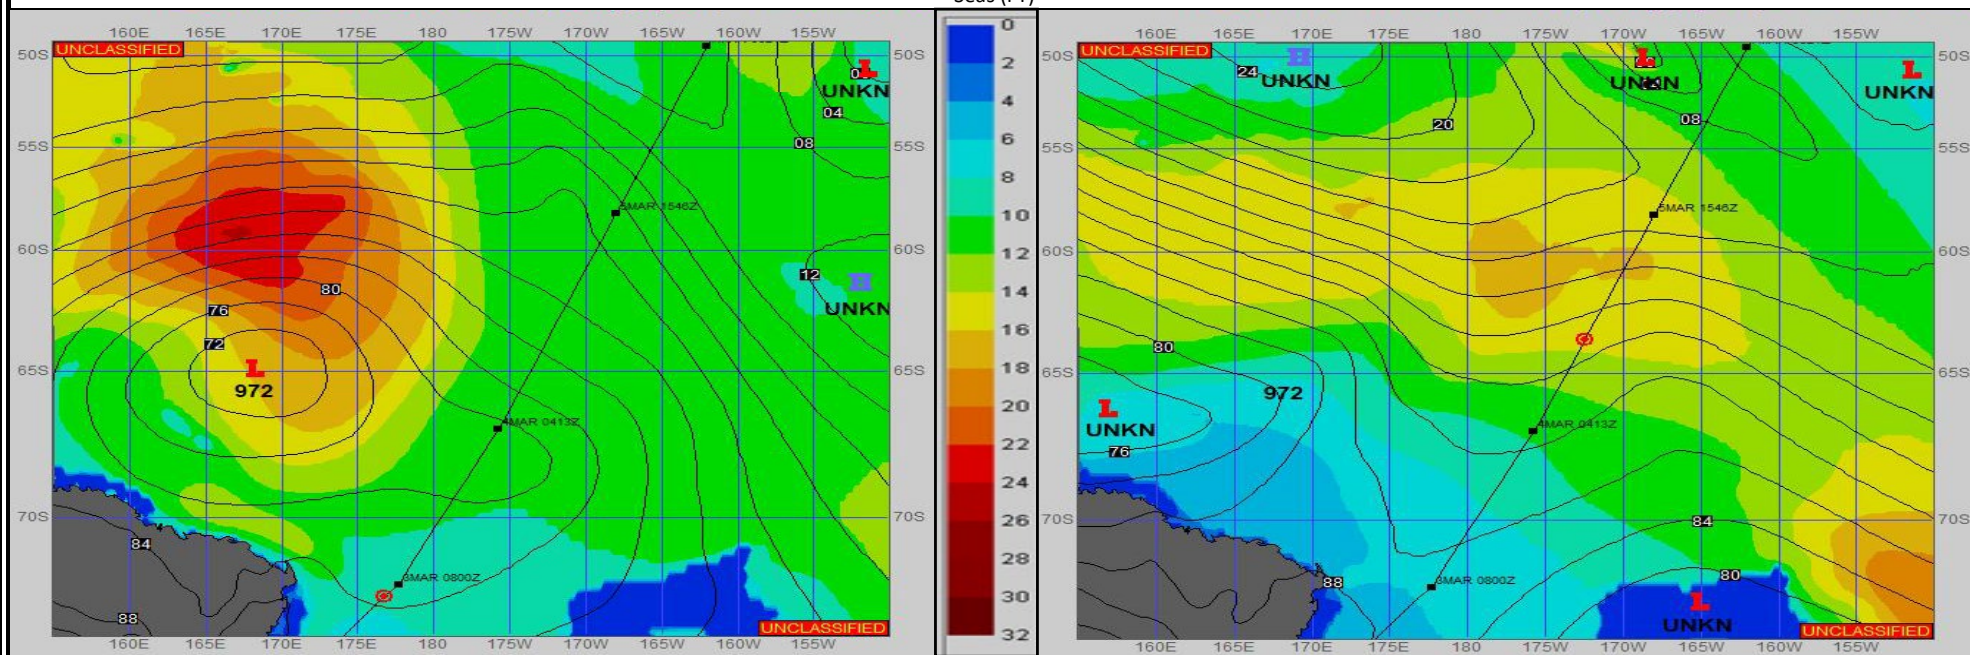 Seas (FT)
160E 165E 170E 175E 180 175W 170W 165W 160W 155W
UNCLASSIFIED
50S 50S
L
UNKN
04
08
55S 55S
5MAR 1546Z
60S 60S
12
H
UNKN
80
76
72
L
972
65S 65S
4MAR 0413Z
70S 70S
84
3MAR 0800Z
88
UNCLASSIFIED
160E 165E 170E 175E 180 175W 170W 165W 160W 155W
0
2
4
6
8
10
12
14
16
18
20
22
24
26
28
30
32
160E 165E 170E 175E 180 175W 170W 165W 160W 155W
UNCLASSIFIED
50S 50S
24
H
UNKN
L
UNKN
L
UNKN
20
08
55S 55S
5MAR 1546Z
60S 60S
80
65S 65S
972
L
UNKN
76
4MAR 0413Z
70S 70S
84
88
3MAR 0800Z
80
L
UNKN
UNCLASSIFIED
160E 165E 170E 175E 180 175W 170W 165W 160W 155W